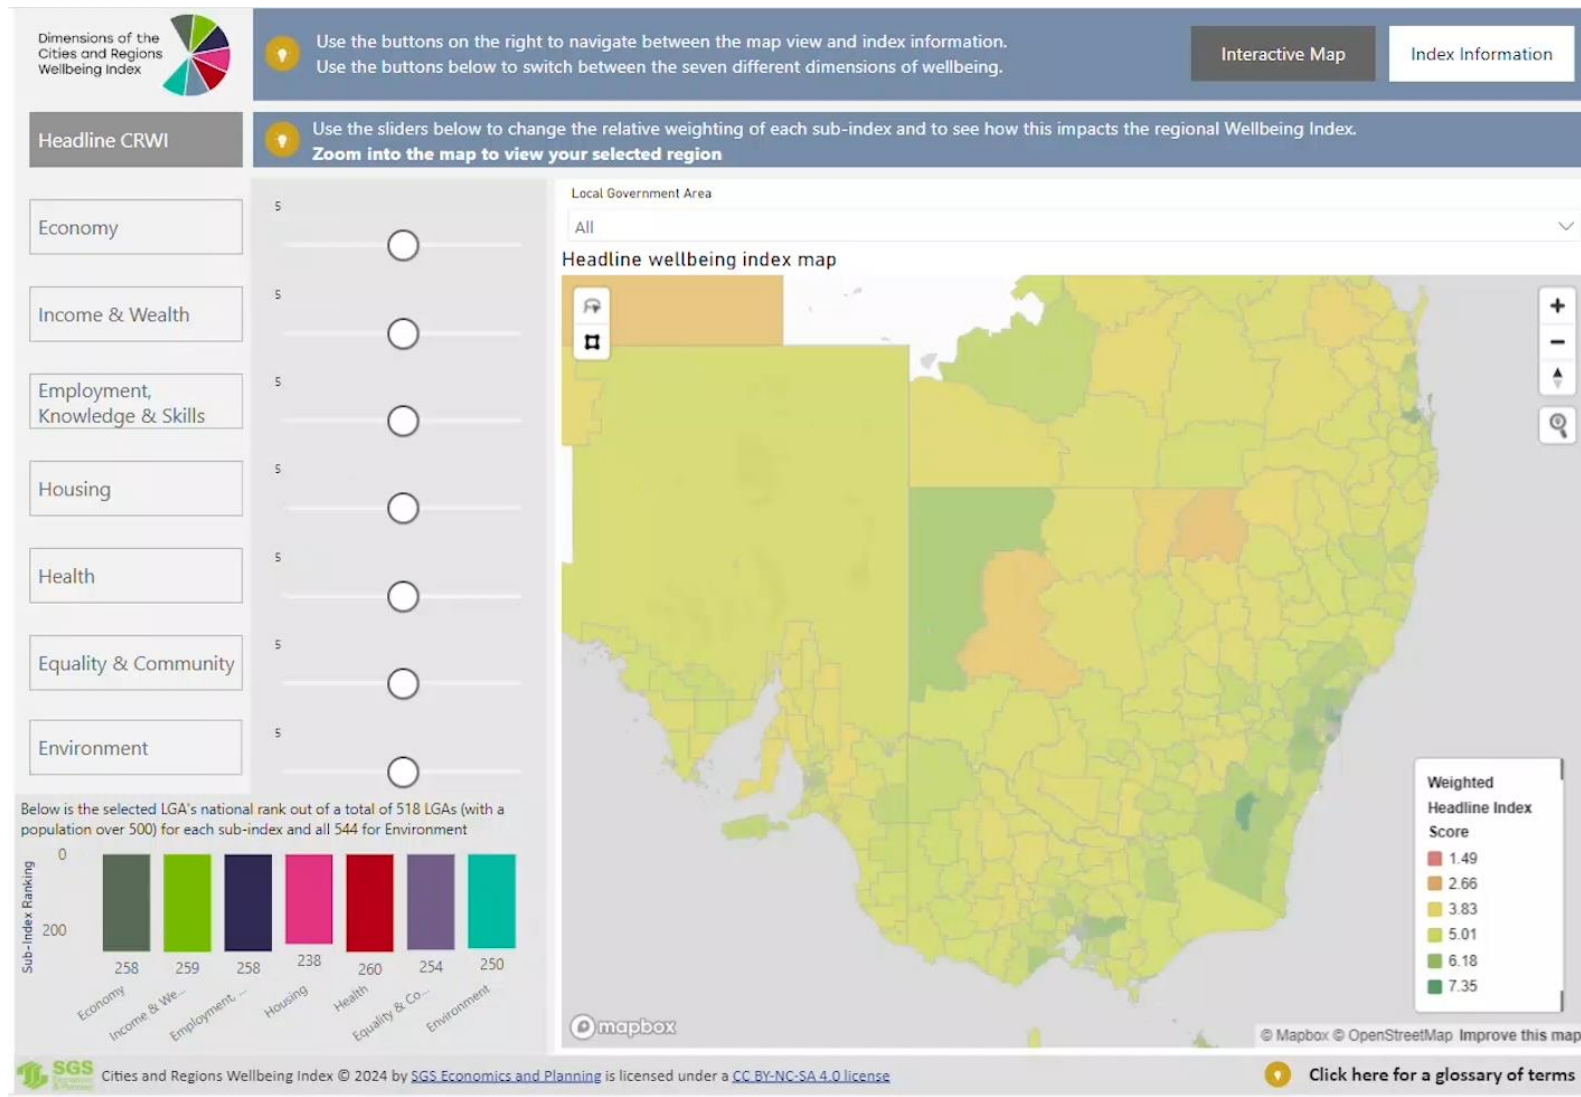 Dimensions of the
Cities and Regions
Wellbeing Index
Use the buttons on the right to navigate between the map view and index information.
Use the buttons below to switch between the seven different dimensions of wellbeing.
Interactive Map
Index Information
Headline CRWI
Use the sliders below to change the relative weighting of each sub-index and to see how this impacts the regional Wellbeing Index.
Zoom into the map to view your selected region
Local Government Area
All
Headline wellbeing index map
Economy
5
Income & Wealth
5
Employment,
Knowledge & Skills
5
Housing
5
Health
5
Equality & Community
5
Environment
5
Below is the selected LGA's national rank out of a total of 518 LGAs (with a
population over 500) for each sub-index and all 544 for Environment
Sub-Index Ranking
0
200
258
259
258
238
260
254
250
Economy
Income & We...
Employment, ...
Housing
Health
Equality & Co...
Environment
Weighted
Headline Index
Score
1.49
2.66
3.83
5.01
6.18
7.35
mapbox
© Mapbox © OpenStreetMap Improve this map
SGS
Cities and Regions Wellbeing Index © 2024 by SGS Economics and Planning is licensed under a CC BY-NC-SA 4.0 license
Click here for a glossary of terms